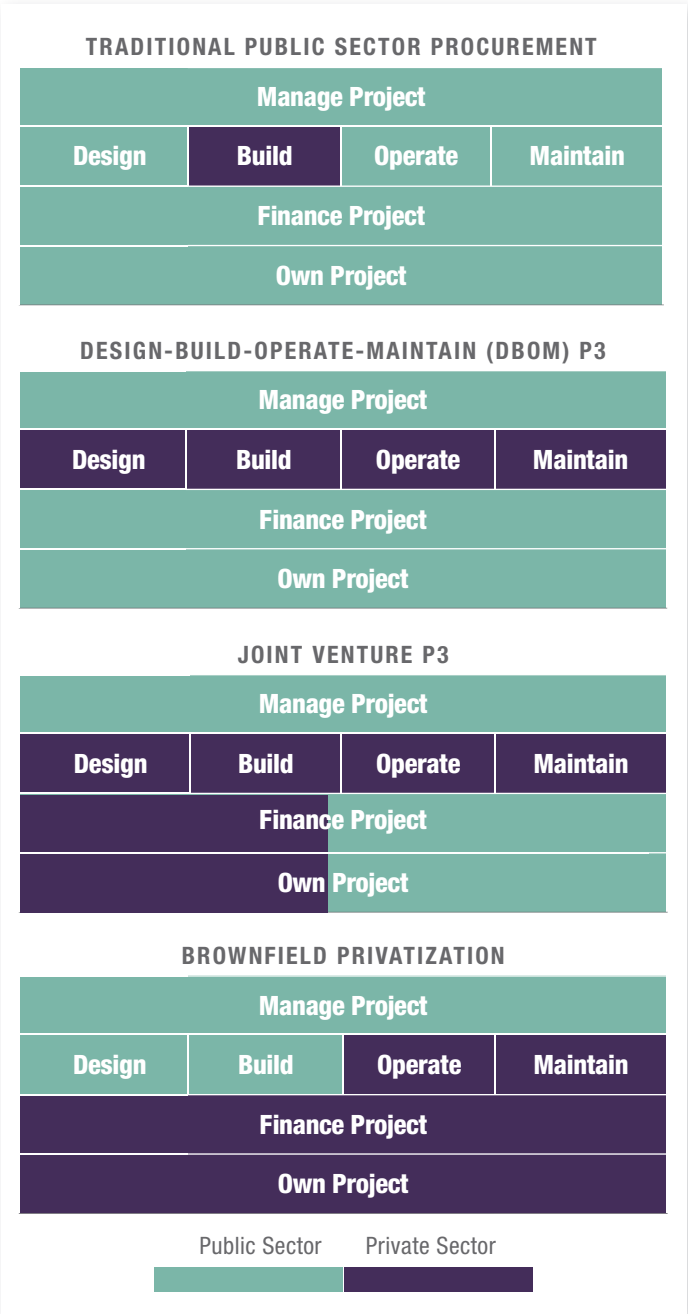 TRADITIONAL PUBLIC SECTOR PROCUREMENT
Manage Project
Design Build Operate Maintain
Finance Project
Own Project
DESIGN-BUILD-OPERATE-MAINTAIN (DBOM) P3
Manage Project
Design Build Operate Maintain
Finance Project
Own Project
JOINT VENTURE P3
Manage Project
Design Build Operate Maintain
Finance Project
Own Project
BROWNFIELD PRIVATIZATION
Manage Project
Design Build Operate Maintain
Finance Project
Own Project
Public Sector Private Sector